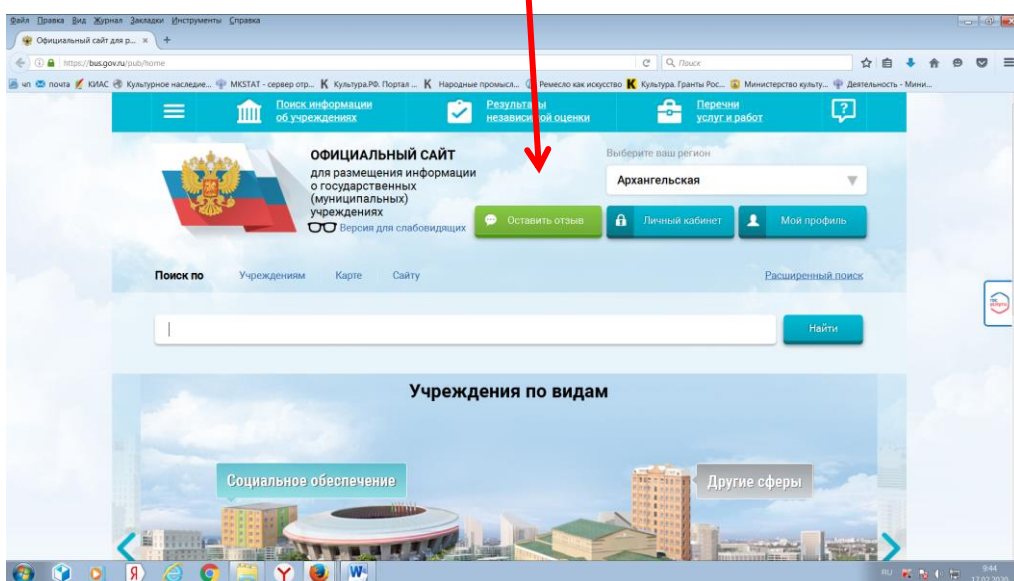 Файл Правка Вид Журнал Закладки Инструменты Справка
Официальный сайт для р... × +
https://bus.gov.ru/pub/home
Поиск
чп почта КИАС Культурное наследие... MKSTAT - сервер отр... Культура.РФ. Портал ... Народные промысл... Ремесло как искусство Культура. Гранты Рос... Министерство культу... Деятельность - Мини...
Поиск информации
об учреждениях
Результаты
независимой оценки
Перечни
услуг и работ
ОФИЦИАЛЬНЫЙ САЙТ
для размещения информации
о государственных
(муниципальных)
учреждениях
Версия для слабовидящих
Выберите ваш регион
Архангельская
Оставить отзыв
Личный кабинет
Мой профиль
Поиск по Учреждениям Карте Сайту Расширенный поиск
Найти
Учреждения по видам
Социальное обеспечение
Другие сферы
RU
9:44
17.02.2020